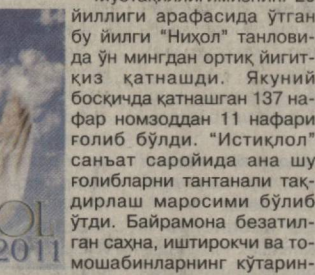 йиллиги арафасида ўтган
бу йилги “Ниҳол” танлови-
да ўн мингдан ортиқ йигит-
қиз қатнашди. Якуний
босқичда қатнашган 137 на-
фар номзоддан 11 нафари
ғолиб бўлди. “Истиқлол”
санъат саройида ана шу
ғолибларни тантанали тақ-
дирлаш маросими бўлиб
ўтди. Байрамона безатил-
ган саҳна, иштирокчи ва то-
мошабинларнинг кўтарин-
OL
2011